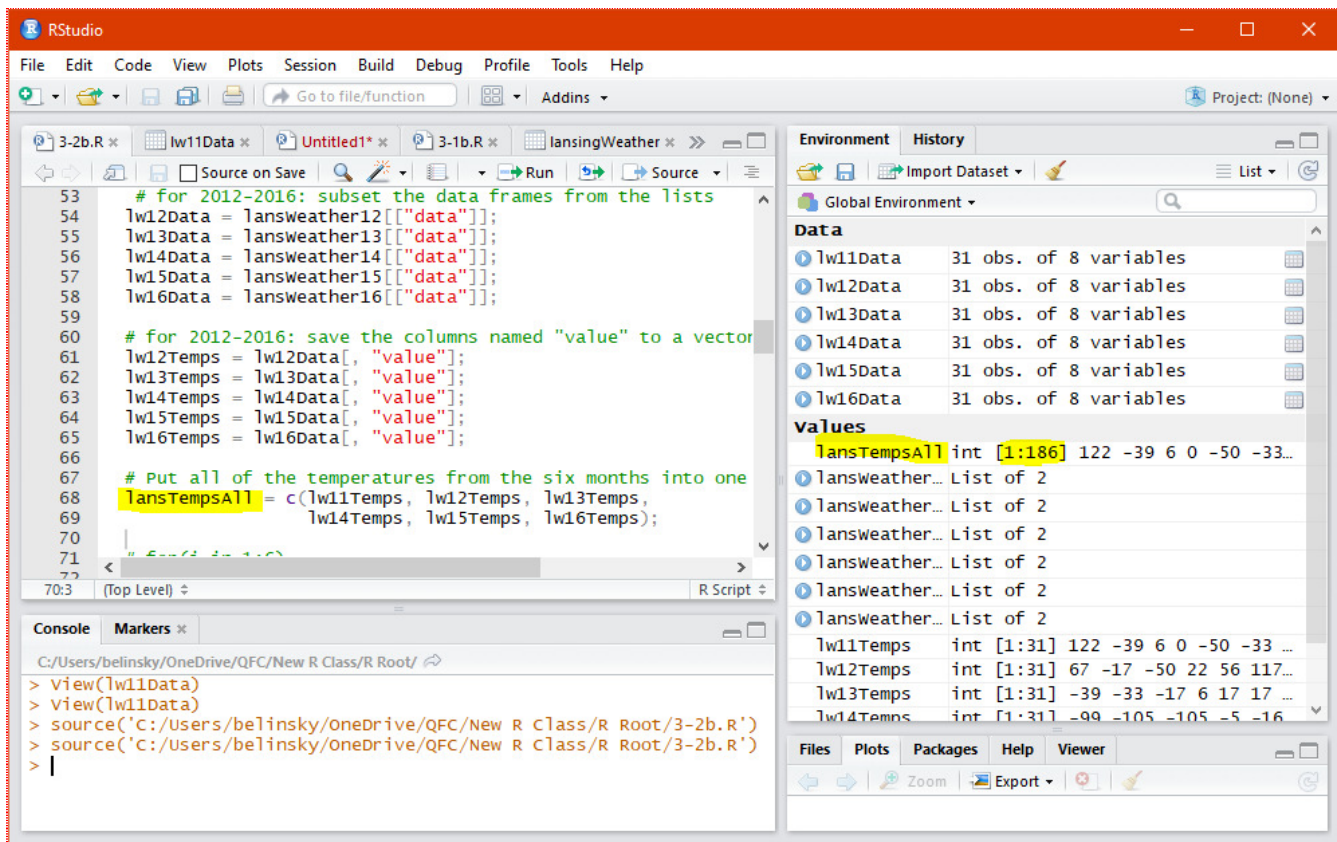 RStudio
File Edit Code View Plots Session Build Debug Profile Tools Help
Go to file/function Addins Project: (None)
3-2b.R lw11Data Untitled1* 3-1b.R lansingWeather
Source on Save Run Source
53 # for 2012-2016: subset the data frames from the lists
54 lw12Data = lansWeather12[["data"]];
55 lw13Data = lansWeather13[["data"]];
56 lw14Data = lansWeather14[["data"]];
57 lw15Data = lansWeather15[["data"]];
58 lw16Data = lansWeather16[["data"]];
59
60 # for 2012-2016: save the columns named "value" to a vector
61 lw12Temps = lw12Data[, "value"];
62 lw13Temps = lw13Data[, "value"];
63 lw14Temps = lw14Data[, "value"];
64 lw15Temps = lw15Data[, "value"];
65 lw16Temps = lw16Data[, "value"];
66
67 # Put all of the temperatures from the six months into one
68 lansTempsAll = c(lw11Temps, lw12Temps, lw13Temps,
69 lw14Temps, lw15Temps, lw16Temps);
70
71 # for(i in 1:6)
72
70:3 (Top Level) R Script
Console Markers
C:/Users/belinsky/OneDrive/QFC/New R Class/R Root/
> View(lw11Data)
> View(lw11Data)
> source('C:/Users/belinsky/OneDrive/QFC/New R Class/R Root/3-2b.R')
> source('C:/Users/belinsky/OneDrive/QFC/New R Class/R Root/3-2b.R')
>
Environment History
Import Dataset List
Global Environment
Data
lw11Data 31 obs. of 8 variables
lw12Data 31 obs. of 8 variables
lw13Data 31 obs. of 8 variables
lw14Data 31 obs. of 8 variables
lw15Data 31 obs. of 8 variables
lw16Data 31 obs. of 8 variables
Values
lansTempsAll int [1:186] 122 -39 6 0 -50 -33…
lansWeather… List of 2
lansWeather… List of 2
lansWeather… List of 2
lansWeather… List of 2
lansWeather… List of 2
lansWeather… List of 2
lw11Temps int [1:31] 122 -39 6 0 -50 -33 …
lw12Temps int [1:31] 67 -17 -50 22 56 117…
lw13Temps int [1:31] -39 -33 -17 6 17 17 …
lw14Temps int [1:31] -99 -105 -105 -5 -16
Files Plots Packages Help Viewer
Zoom Export